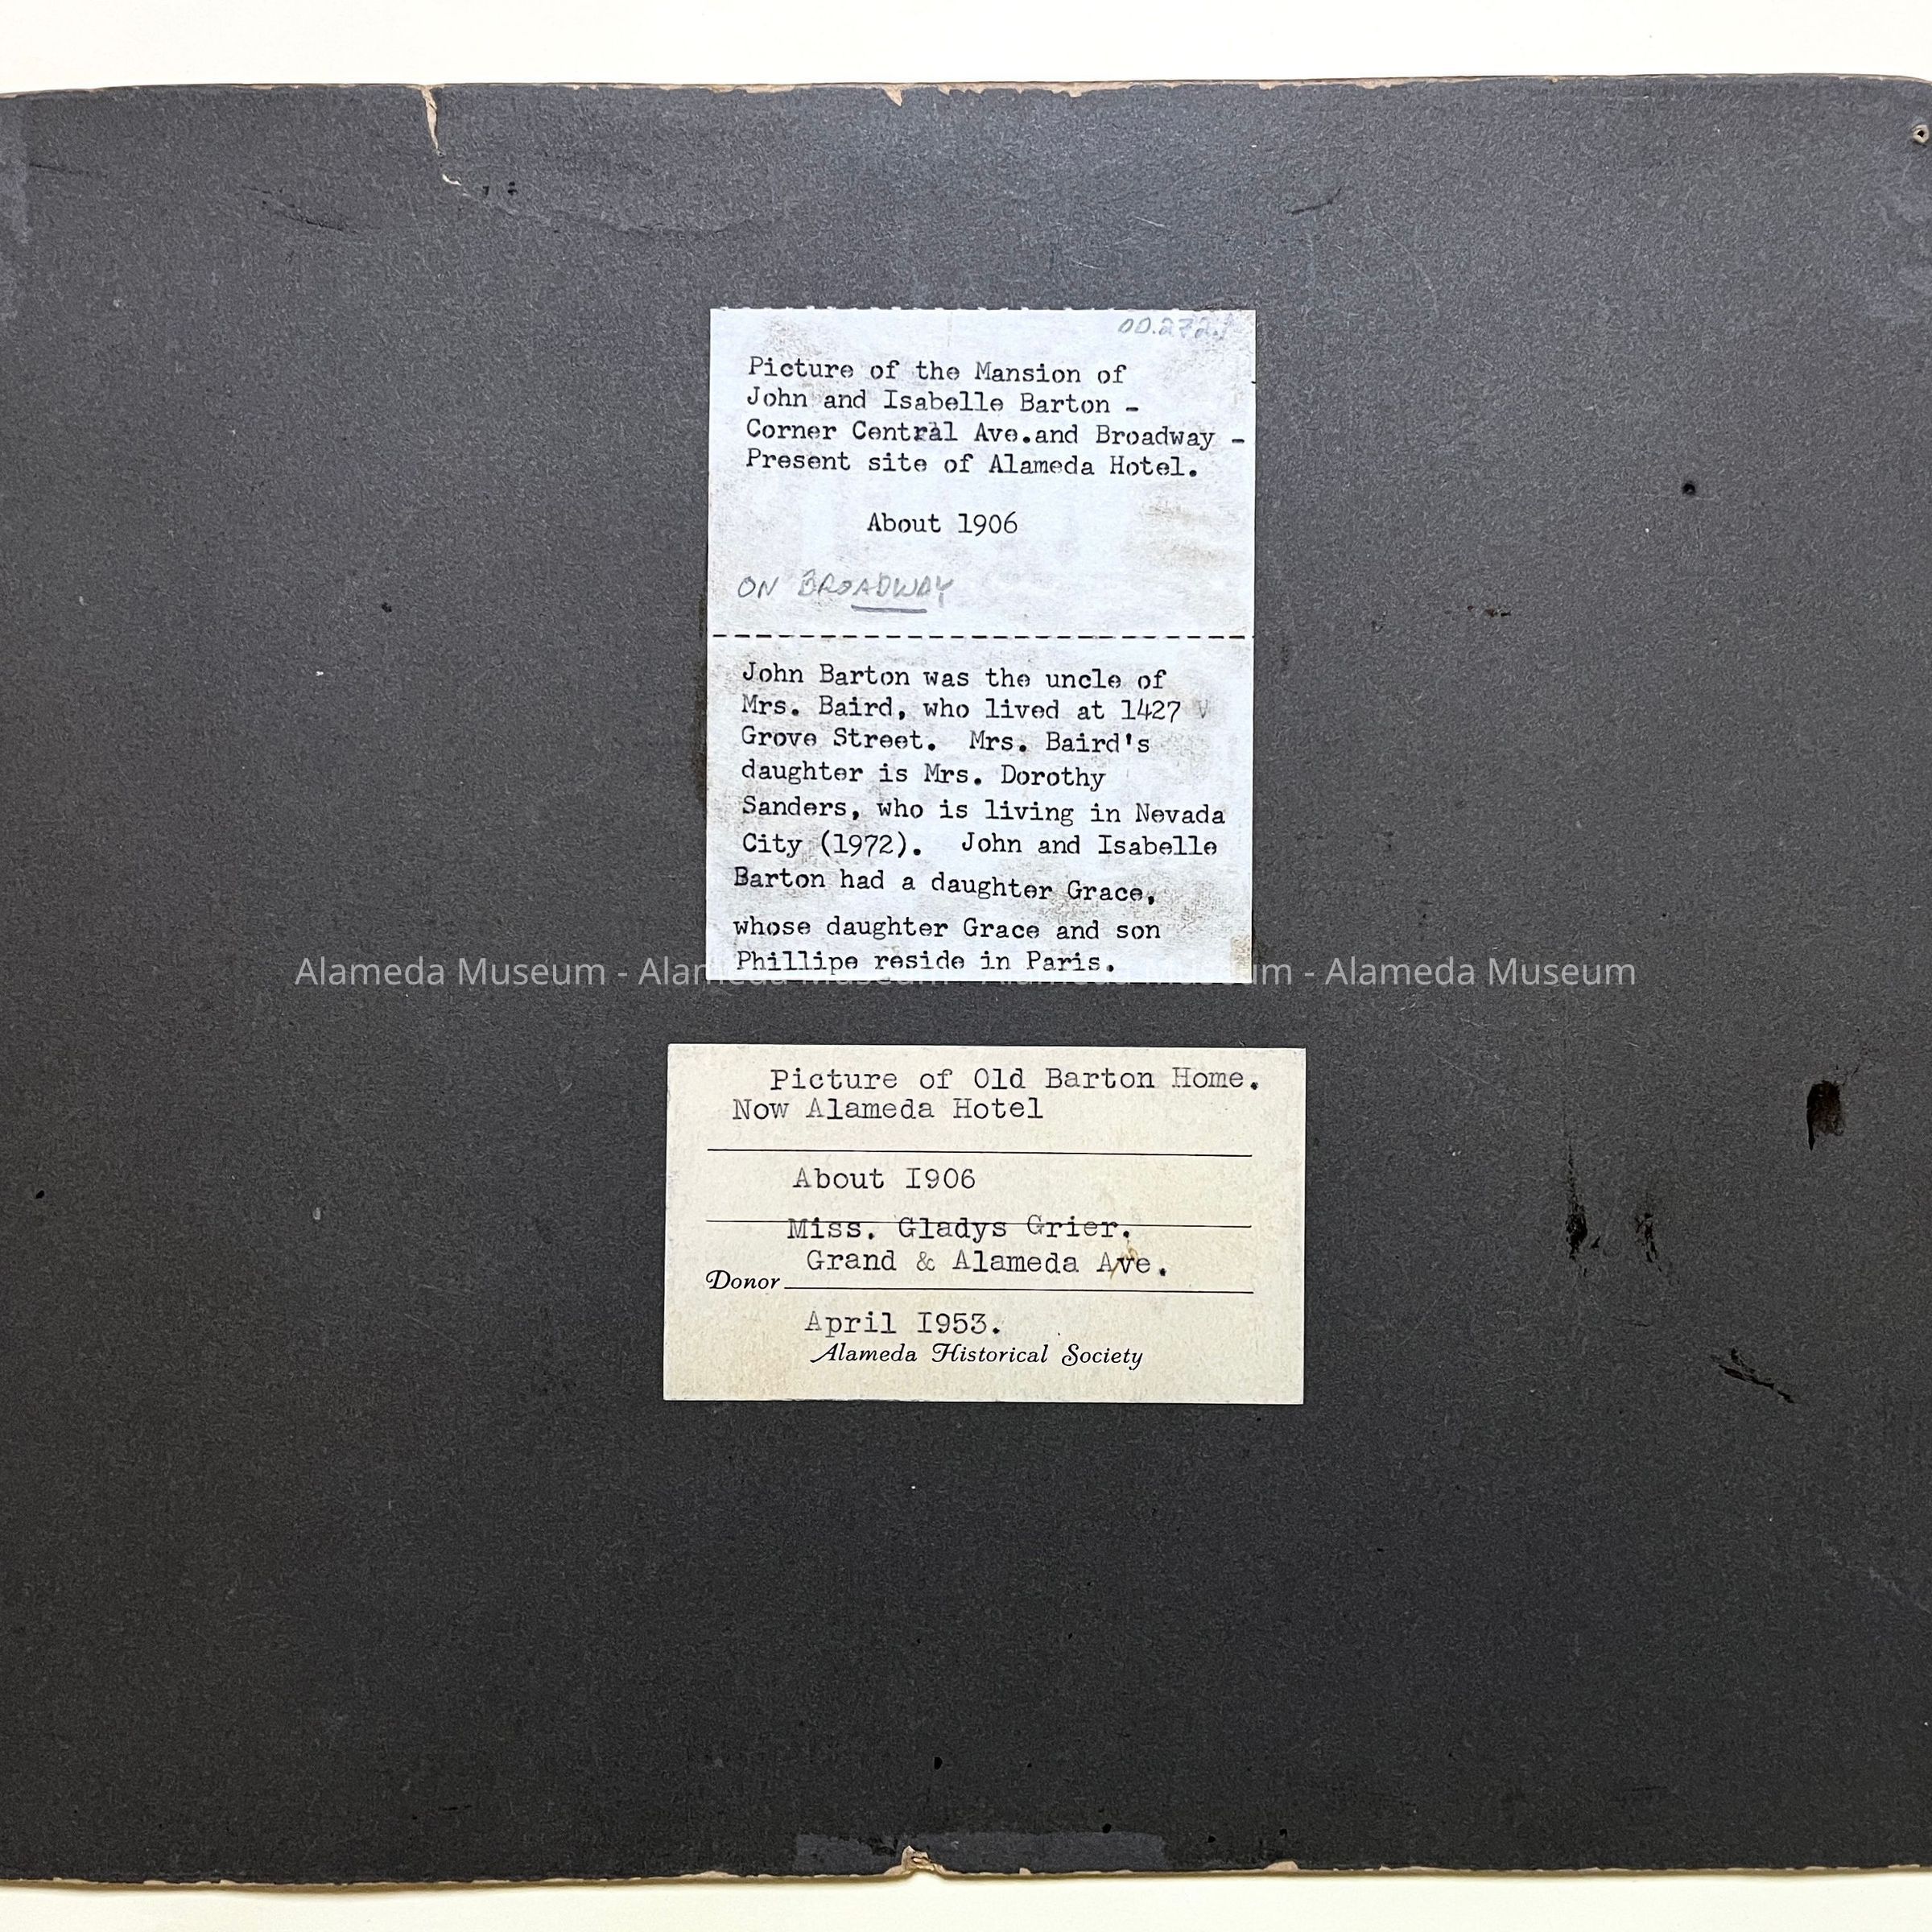 00.272.1
Picture of the Mansion of
John and Isabelle Barton -
Corner Central Ave.and Broadway -
Present site of Alameda Hotel.
About 1906
ON BROADWAY
John Barton was the uncle of
Mrs. Baird, who lived at 1427
Grove Street.  Mrs. Baird's
daughter is Mrs. Dorothy
Sanders, who is living in Nevada
City (1972).  John and Isabelle
Barton had a daughter Grace,
whose daughter Grace and son
Phillipe reside in Paris.
Alameda Museum - Alameda Museum - Alameda Museum - Alameda Museum
Picture of Old Barton Home.
Now Alameda Hotel
About I906
Miss. Gladys Grier.
Grand & Alameda Ave.
Donor
April I953.
Alameda Historical Society